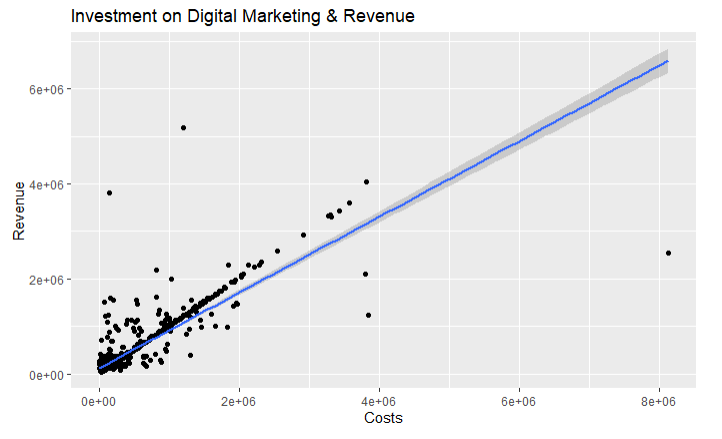 Investment on Digital Marketing & Revenue
6e+06
4e+06
2e+06
0e+00
Revenue
0e+00 2e+06 4e+06 6e+06 8e+06
Costs